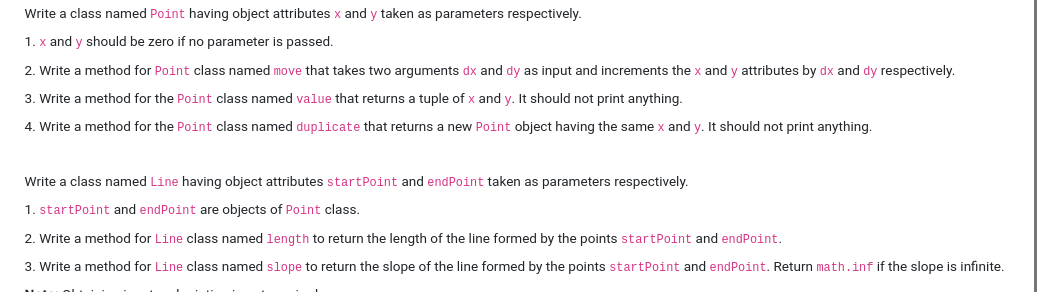 Write a class named Point having object attributes x and y taken as parameters respectively.
1. x and y should be zero if no parameter is passed.
2. Write a method for Point class named move that takes two arguments dx and dy as input and increments the x and y attributes by dx and dy respectively.
3. Write a method for the Point class named value that returns a tuple of x and y. It should not print anything.
4. Write a method for the Point class named duplicate that returns a new Point object having the same x and y. It should not print anything.
Write a class named Line having object attributes startPoint and endPoint taken as parameters respectively.
1. startPoint and endPoint are objects of Point class.
2. Write a method for Line class named length to return the length of the line formed by the points startPoint and endPoint.
3. Write a method for Line class named slope to return the slope of the line formed by the points startPoint and endPoint. Return math.inf if the slope is infinite.